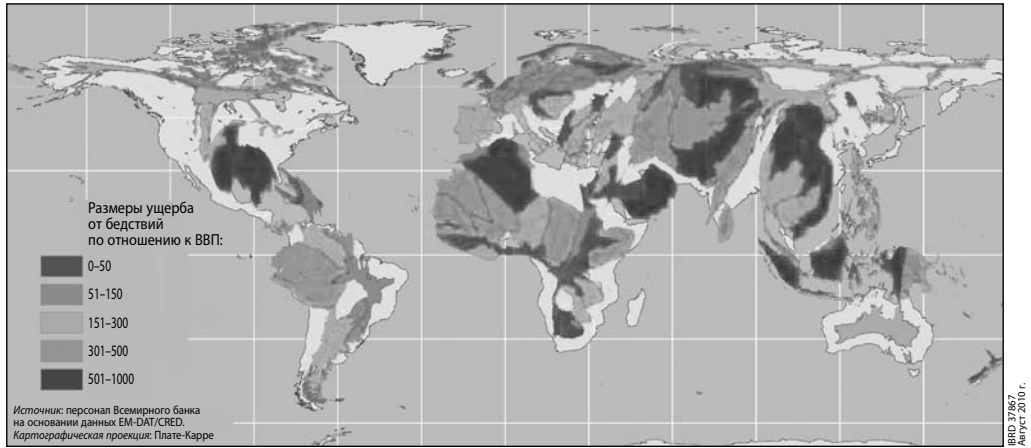 Размеры ущерба
от бедствий
по отношению к ВВП:
0–50
51–150
151–300
301–500
501–1000
Источник: персонал Всемирного банка
на основании данных EM-DAT/CRED.
Картографическая проекция: Плате-Карре
IBRD 37867
Август 2010 г.